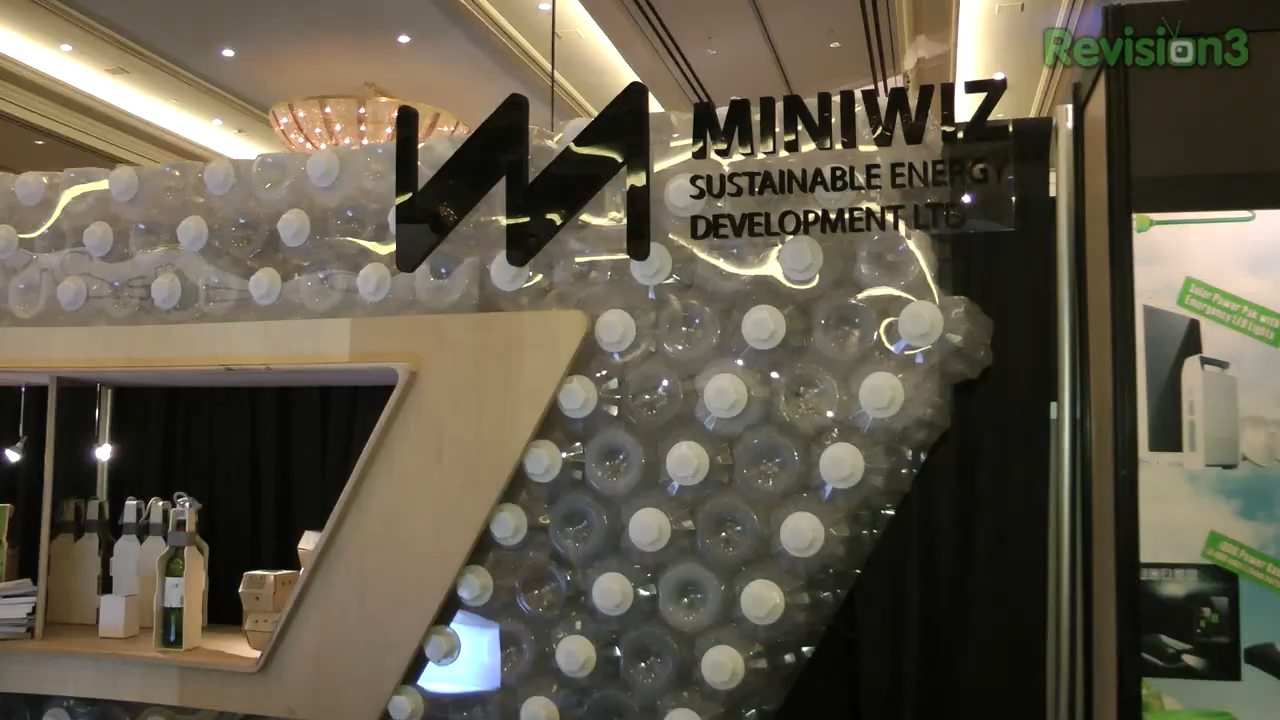 Revision3
MINIWIZ
SUSTAINABLE ENERGY
DEVELOPMENT LTD
Solar Power Pak with
Emergency LED Lights